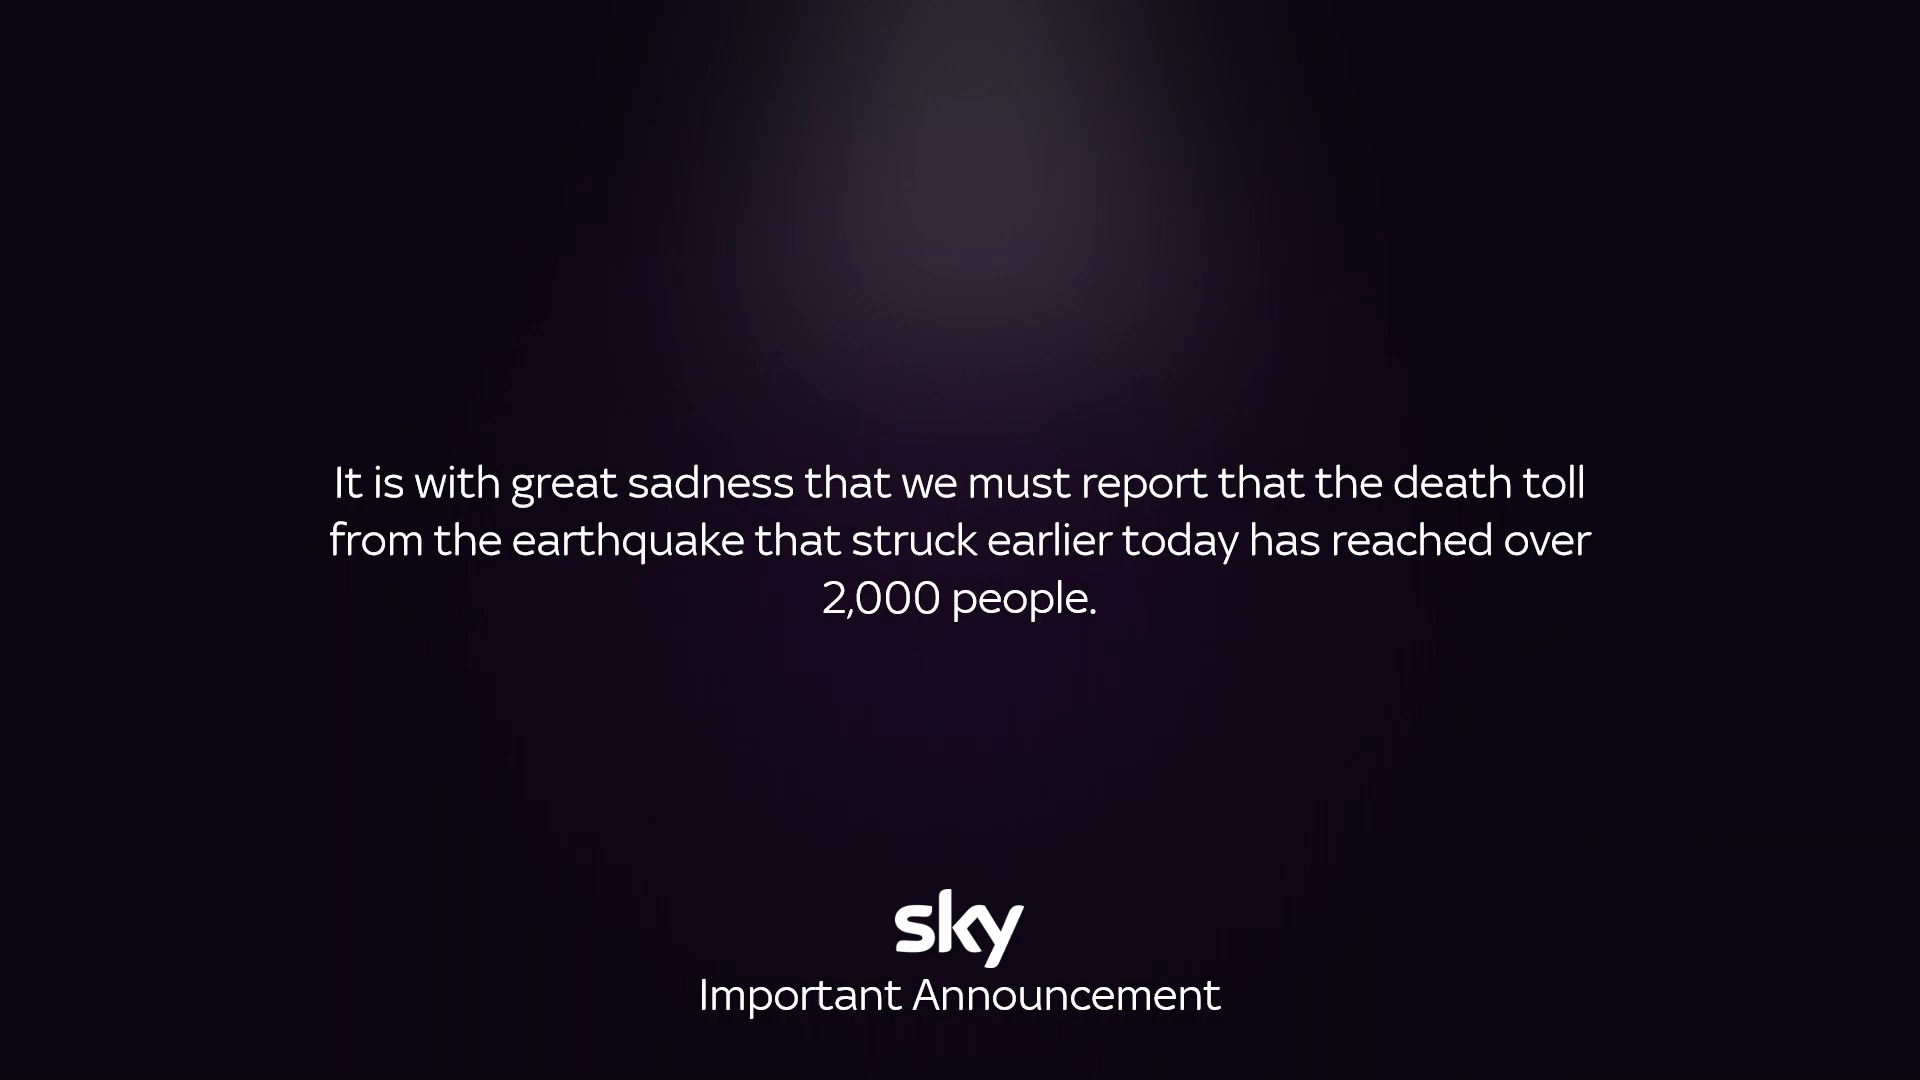 It is with great sadness that we must report that the death toll
from the earthquake that struck earlier today has reached over
2,000 people.
sky
Important Announcement